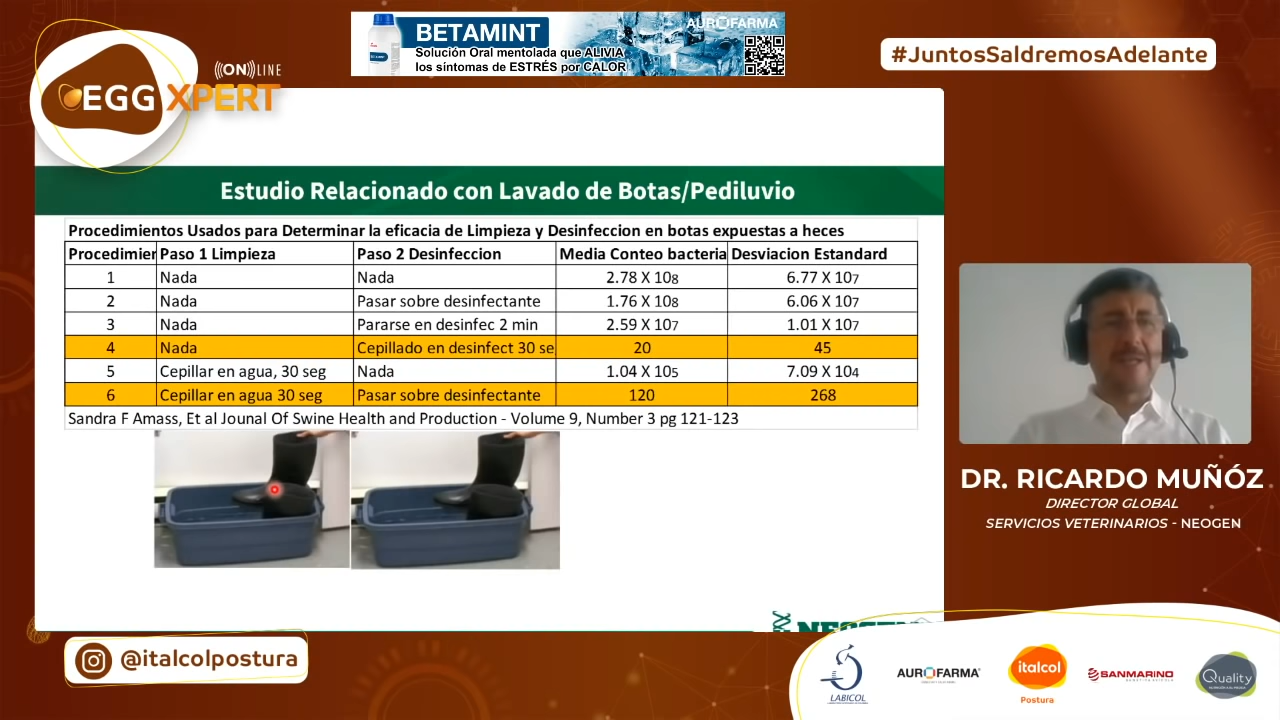 BETAMINT
Solución Oral mentolada que ALIVIA
los síntomas de ESTRÉS por CALOR
AUROFARMA
#JuntosSaldremosAdelante
((ON))LINE
EGG XPERT
Estudio Relacionado con Lavado de Botas/Pediluvio
Procedimientos Usados para Determinar la eficacia de Limpieza y Desinfeccion en botas expuestas a heces
Procedimier Paso 1 Limpieza Paso 2 Desinfeccion Media Conteo bacteria Desviacion Estandard
1 Nada Nada 2.78 X 108 6.77 X 107
2 Nada Pasar sobre desinfectante 1.76 X 108 6.06 X 107
3 Nada Pararse en desinfec 2 min 2.59 X 107 1.01 X 107
4 Nada Cepillado en desinfect 30 se 20 45
5 Cepillar en agua, 30 seg Nada 1.04 X 105 7.09 X 104
6 Cepillar en agua 30 seg Pasar sobre desinfectante 120 268
Sandra F Amass, Et al Jounal Of Swine Health and Production - Volume 9, Number 3 pg 121-123
DR. RICARDO MUÑÓZ
DIRECTOR GLOBAL
SERVICIOS VETERINARIOS - NEOGEN
NEOGEN
@italcolpostura
LABICOL
AUROFARMA
italcol
Postura
SANMARINO
Quality